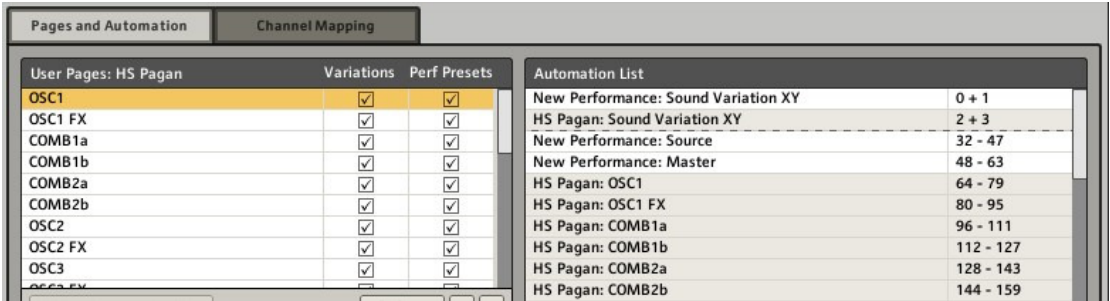 Pages and Automation
Channel Mapping
User Pages: HS Pagan Variations Perf Presets
OSC1
OSC1 FX
COMB1a
COMB1b
COMB2a
COMB2b
OSC2
OSC2 FX
OSC3
Automation List
New Performance: Sound Variation XY 0 + 1
HS Pagan: Sound Variation XY 2 + 3
New Performance: Source 32 - 47
New Performance: Master 48 - 63
HS Pagan: OSC1 64 - 79
HS Pagan: OSC1 FX 80 - 95
HS Pagan: COMB1a 96 - 111
HS Pagan: COMB1b 112 - 127
HS Pagan: COMB2a 128 - 143
HS Pagan: COMB2b 144 - 159